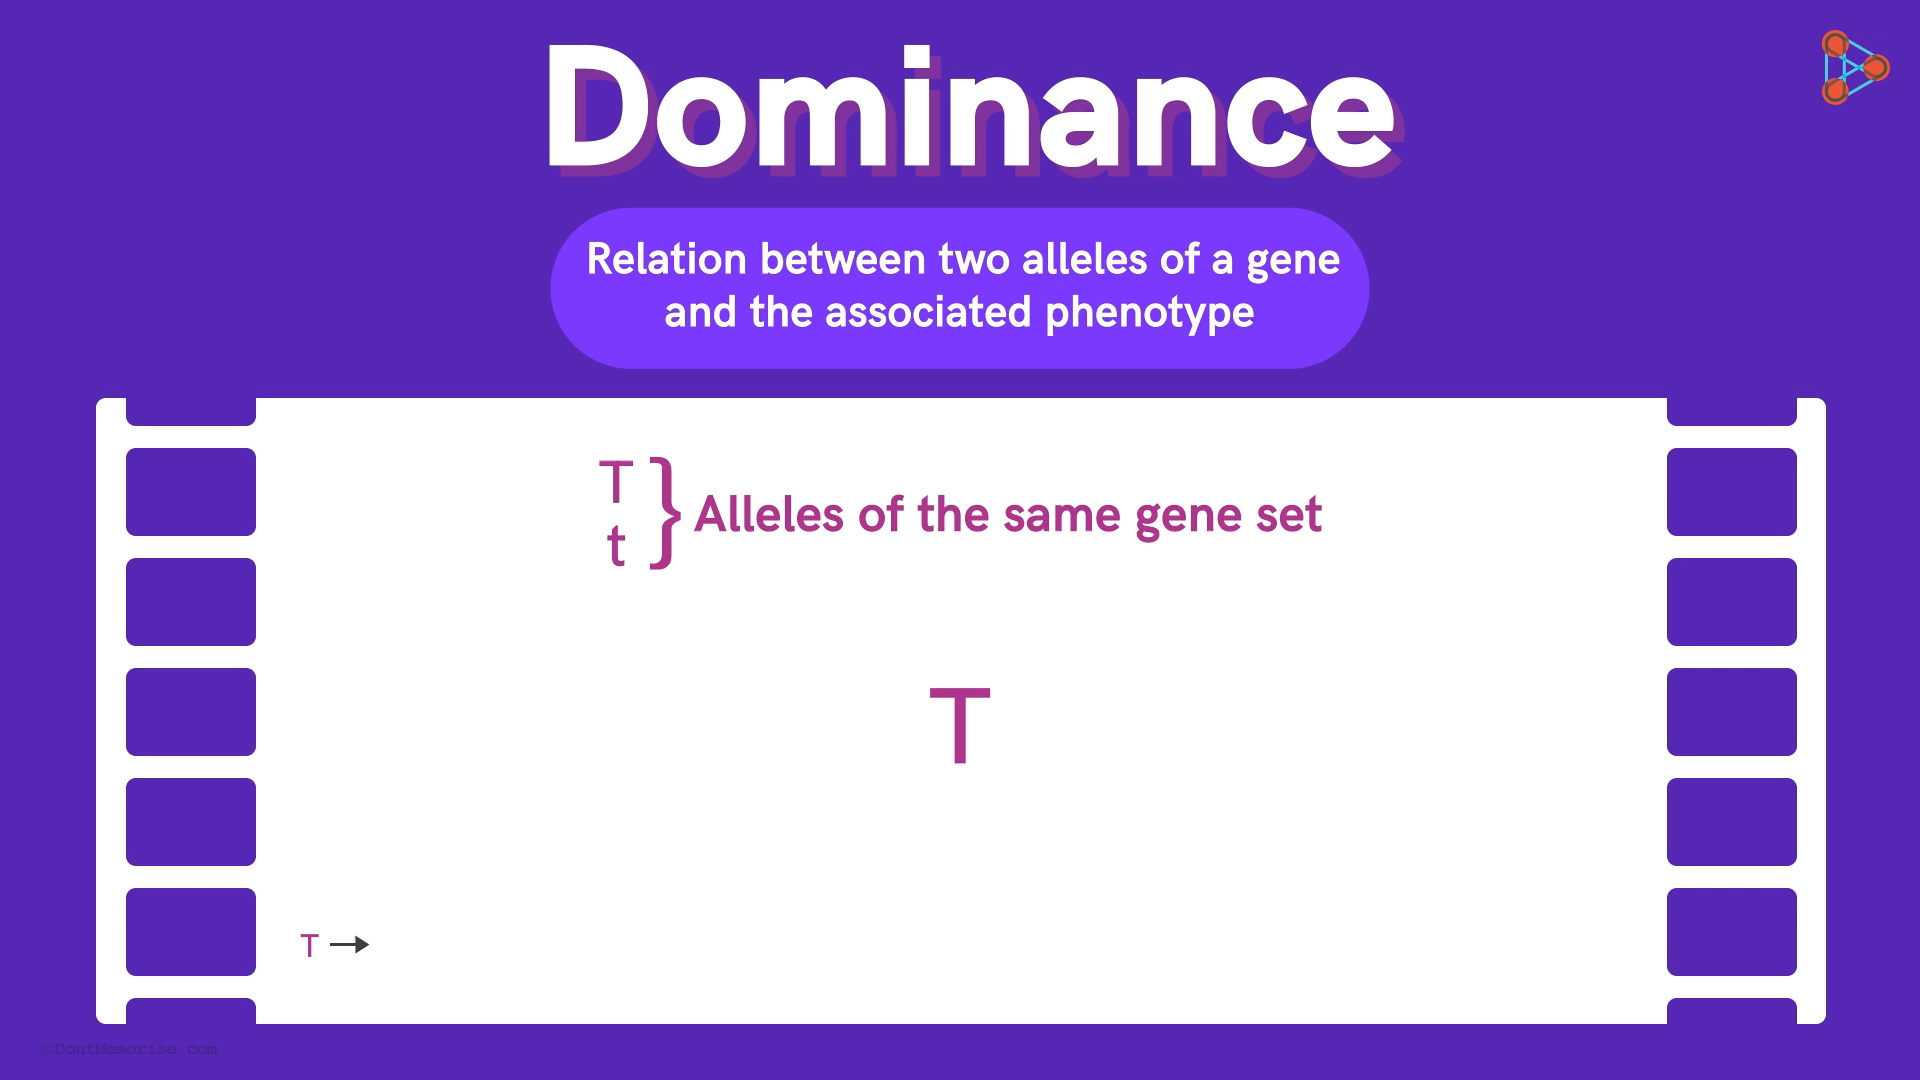 Dominance
Relation between two alleles of a gene
and the associated phenotype
T
t
} Alleles of the same gene set
T
T →
©DontMemorise.com